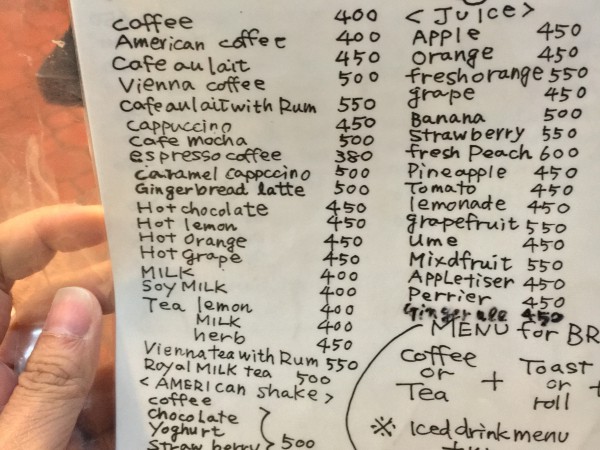 coffee 400
American coffee 400
Cafe au lait 450
Vienna coffee 500
Cafe au lait with Rum 550
cappuccino 450
Cafe mocha 500
espresso coffee 380
Caramel cappccino 500
Gingerbread latte 500
Hot chocolate 450
Hot lemon 450
Hot Orange 450
Hot Grape 450
MILK 400
Soy MILK 400
Tea lemon 400
MILK 400
herb 450
Vienna tea with Rum 550
Royal MILK tea 500
<AMERICAN shake>
coffee
Chocolate
Yoghurt
Strawberry 500
<JUICE>
Apple 450
orange 450
fresh orange 550
grape 450
Banana 500
Strawberry 550
fresh Peach 600
Pineapple 450
Tomato 450
lemonade 450
grapefruit 550
Ume 450
Mixdfruit 550
Appletiser 450
Perrier 450
Ginger ale 450
MENU for BR
Coffee or Tea + Toast or roll +
※ Iced drink menu